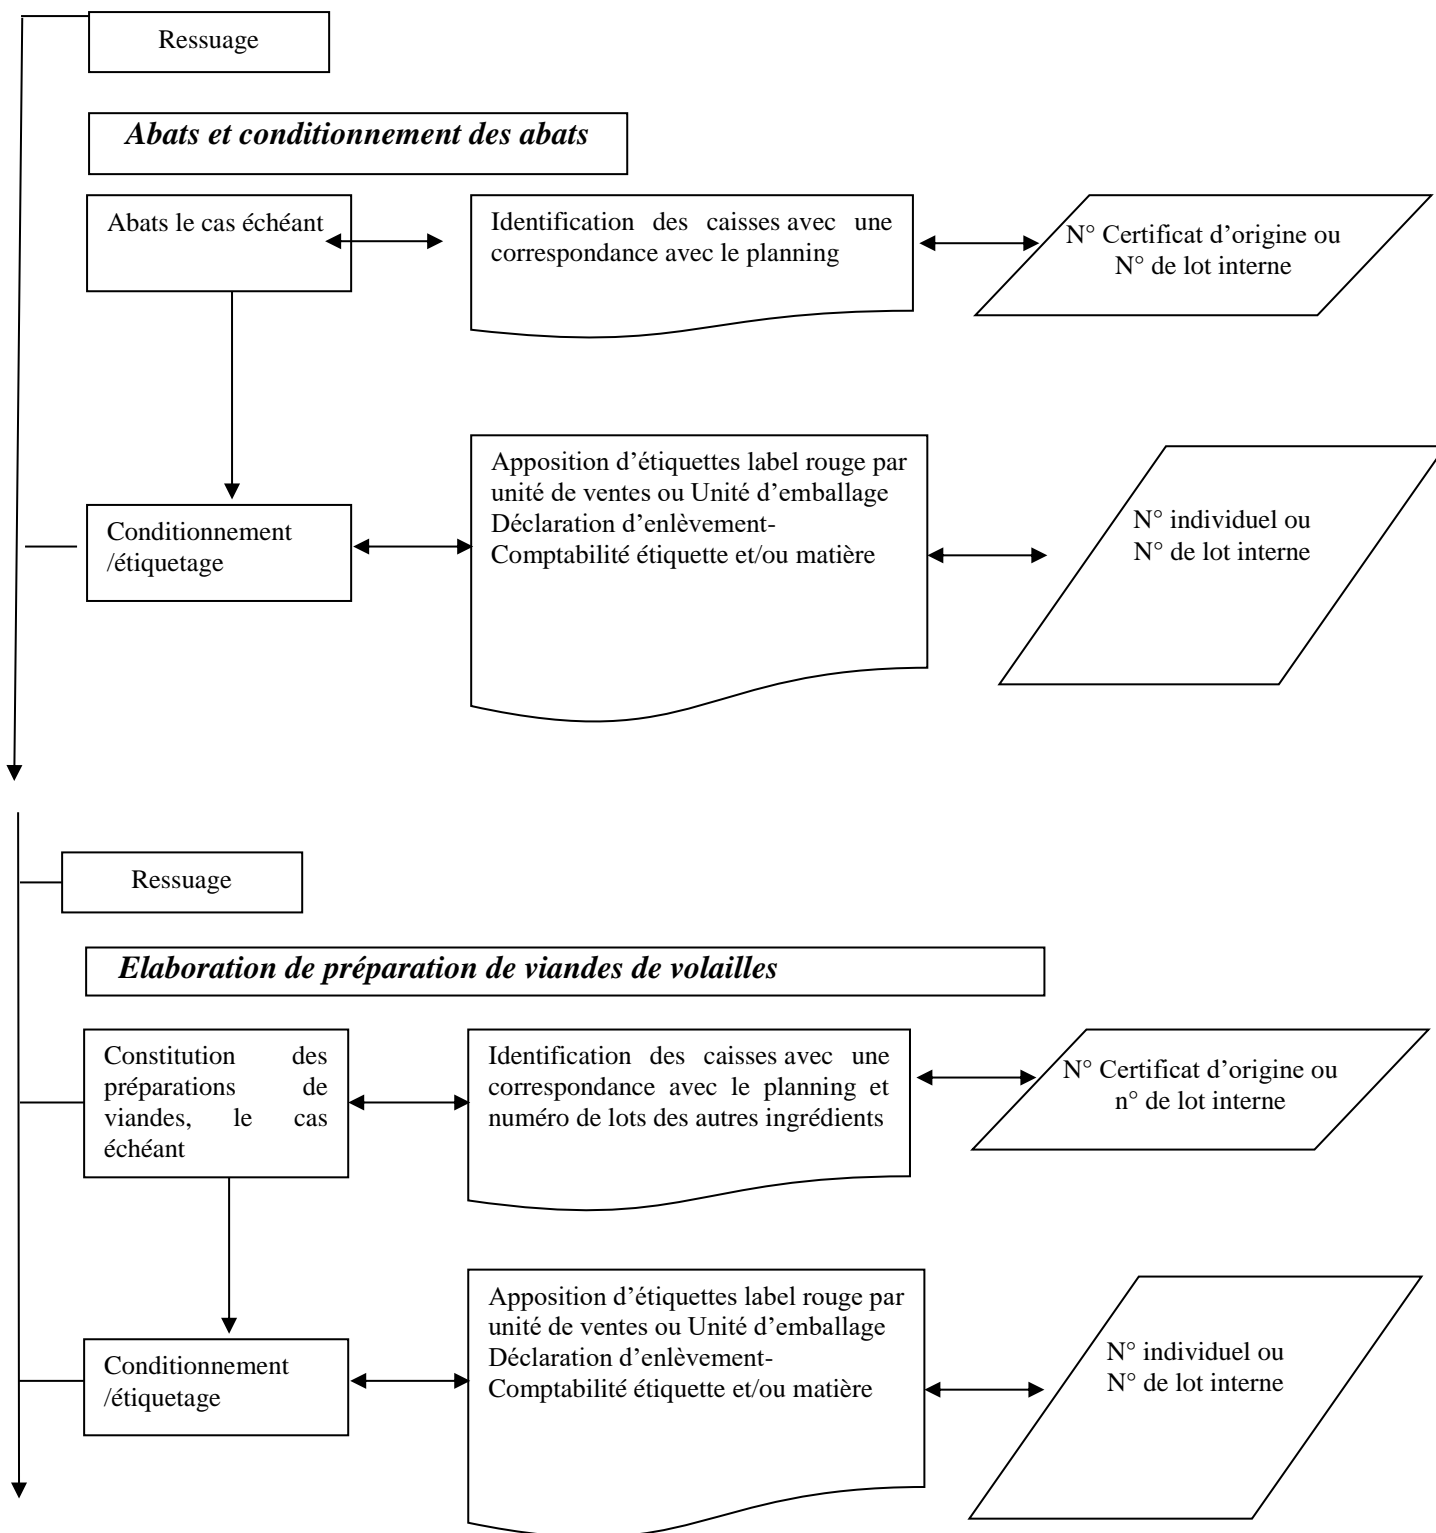 Ressuage
Abats et conditionnement des abats
Abats le cas échéant
Identification des caisses avec une
correspondance avec le planning
N° Certificat d’origine ou
N° de lot interne
Conditionnement
/étiquetage
Apposition d’étiquettes label rouge par
unité de ventes ou Unité d’emballage
Déclaration d’enlèvement-
Comptabilité étiquette et/ou matière
N° individuel ou
N° de lot interne
Ressuage
Elaboration de préparation de viandes de volailles
Constitution des
préparations de
viandes, le cas
échéant
Identification des caisses avec une
correspondance avec le planning et
numéro de lots des autres ingrédients
N° Certificat d’origine ou
n° de lot interne
Conditionnement
/étiquetage
Apposition d’étiquettes label rouge par
unité de ventes ou Unité d’emballage
Déclaration d’enlèvement-
Comptabilité étiquette et/ou matière
N° individuel ou
N° de lot interne